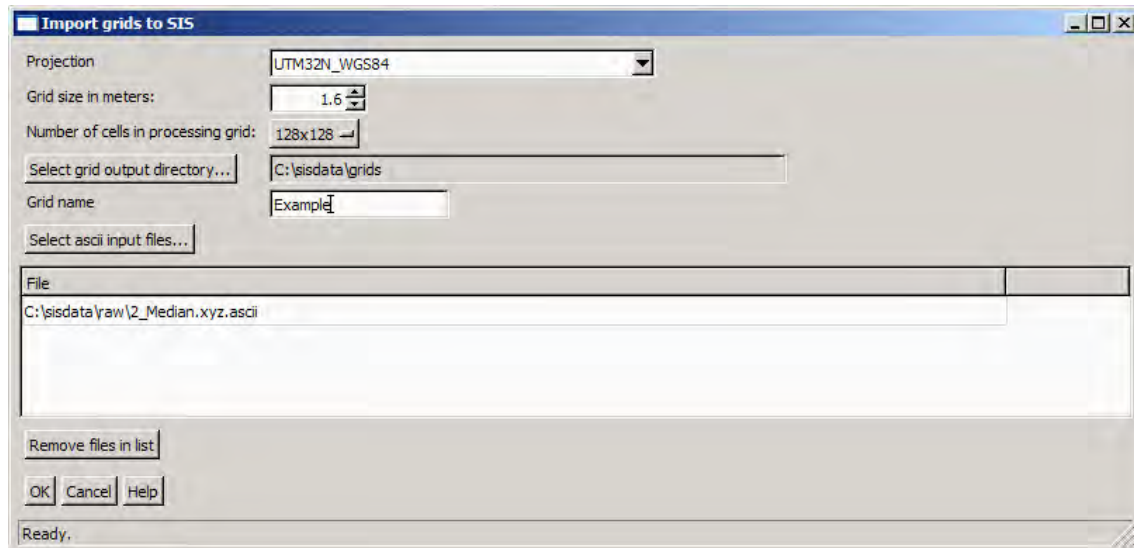 Import grids to SIS
Projection UTM32N_WGS84
Grid size in meters: 1.6
Number of cells in processing grid: 128x128
Select grid output directory... C:\sisdata\grids
Grid name Example
Select ascii input files...
File
C:\sisdata\raw\2_Median.xyz.ascii
Remove files in list
OK Cancel Help
Ready.